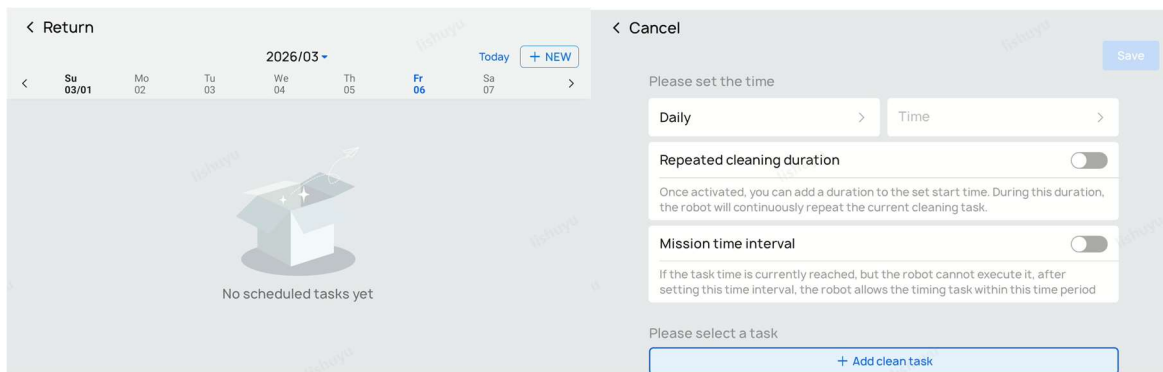 Return
2026/03
Today
+ NEW
Su Mo Tu We Th Fr Sa
03/01 02 03 04 05 06 07
No scheduled tasks yet
Cancel
Save
Please set the time
Daily
Time
Repeated cleaning duration
Once activated, you can add a duration to the set start time. During this duration,
the robot will continuously repeat the current cleaning task.
Mission time interval
If the task time is currently reached, but the robot cannot execute it, after
setting this time interval, the robot allows the timing task within this time period
Please select a task
+ Add clean task
lishuyu
lishuyu
lishuyu
lishuyu
lishuyu